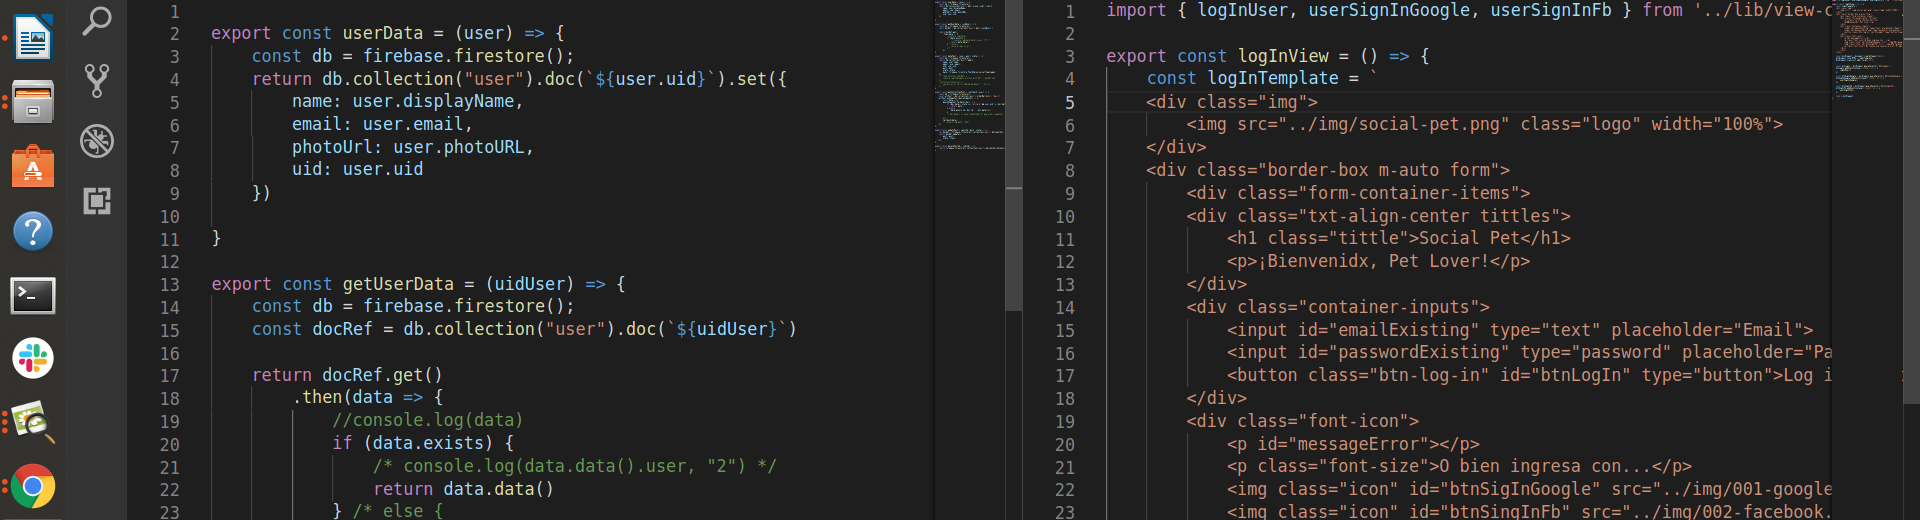 1
2 export const userData = (user) => {
3 const db = firebase.firestore();
4 return db.collection("user").doc(`${user.uid}`).set({
5 name: user.displayName,
6 email: user.email,
7 photoUrl: user.photoURL,
8 uid: user.uid
9 })
10
11 }
12
13 export const getUserData = (uidUser) => {
14 const db = firebase.firestore();
15 const docRef = db.collection("user").doc(`${uidUser}`)
16
17 return docRef.get()
18 .then(data => {
19 //console.log(data)
20 if (data.exists) {
21 /* console.log(data.data().user, "2") */
22 return data.data()
23 } /* else {
1 import { logInUser, userSignInGoogle, userSignInFb } from '../lib/view-c
2
3 export const logInView = () => {
4 const logInTemplate = `
5 <div class="img">
6 <img src="../img/social-pet.png" class="logo" width="100%">
7 </div>
8 <div class="border-box m-auto form">
9 <div class="form-container-items">
10 <div class="txt-align-center tittles">
11 <h1 class="tittle">Social Pet</h1>
12 <p>¡Bienvenidx, Pet Lover!</p>
13 </div>
14 <div class="container-inputs">
15 <input id="emailExisting" type="text" placeholder="Email">
16 <input id="passwordExisting" type="password" placeholder="Pa
17 <button class="btn-log-in" id="btnLogIn" type="button">Log i
18 </div>
19 <div class="font-icon">
20 <p id="messageError"></p>
21 <p class="font-size">O bien ingresa con...</p>
22 <img class="icon" id="btnSigInGoogle" src="../img/001-google
23 <img class="icon" id="btnSingInFb" src="../img/002-facebook.